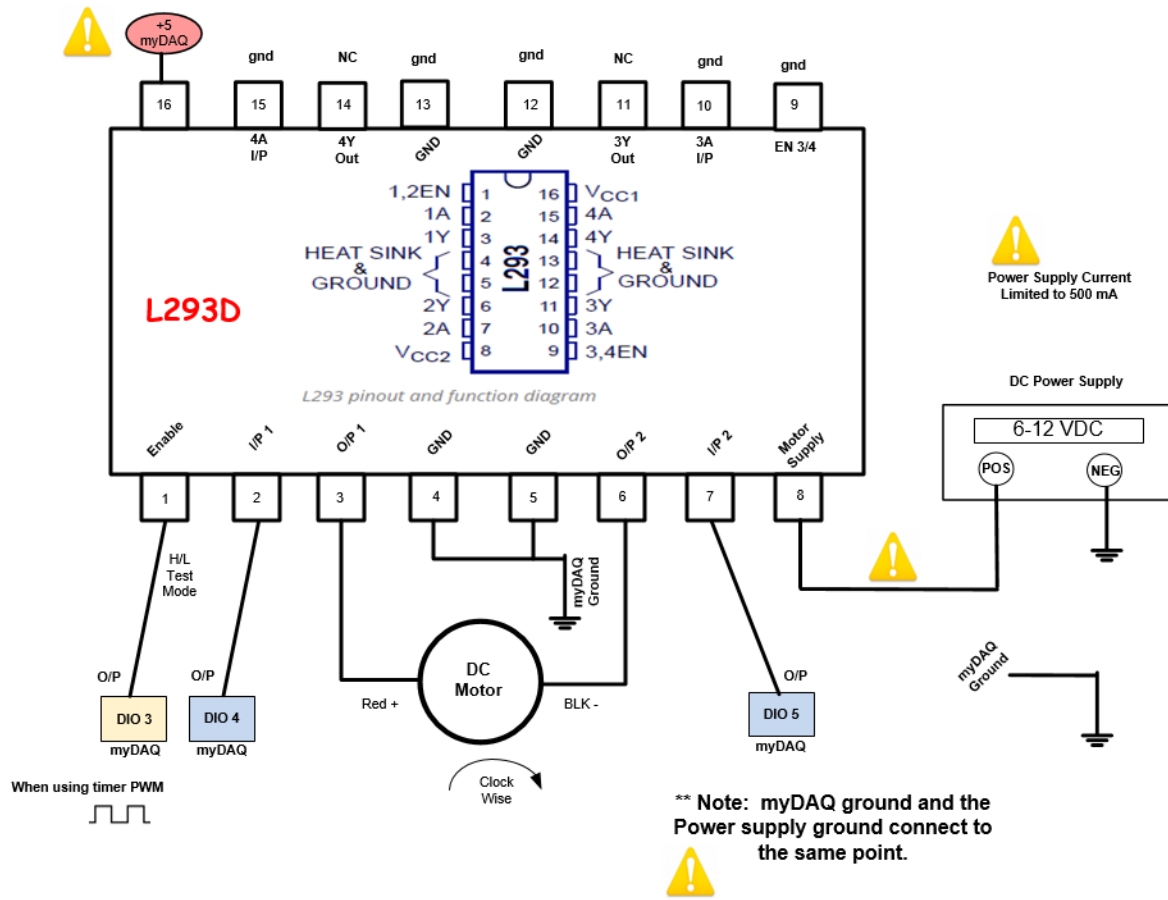 +5
myDAQ
gnd
NC
gnd
gnd
NC
gnd
gnd
16
15
14
13
12
11
10
9
4A
I/P
4Y
Out
GND
GND
3Y
Out
3A
I/P
EN 3/4
1,2EN
1A
1Y
HEAT SINK
&
GROUND
2Y
2A
VCC2
1
2
3
4
5
6
7
8
L293
16
15
14
13
12
11
10
9
VCC1
4A
4Y
HEAT SINK
&
GROUND
3Y
3A
3,4EN
L293D
L293 pinout and function diagram
Power Supply Current
Limited to 500 mA
DC Power Supply
6-12 VDC
POS
NEG
Enable
I/P 1
O/P 1
GND
GND
O/P 2
I/P 2
Motor
Supply
1
2
3
4
5
6
7
8
H/L
Test
Mode
myDAQ
Ground
O/P
O/P
DIO 3
myDAQ
DIO 4
myDAQ
Red +
DC
Motor
BLK -
O/P
DIO 5
myDAQ
myDAQ
Ground
When using timer PWM
Clock
Wise
** Note: myDAQ ground and the
Power supply ground connect to
the same point.